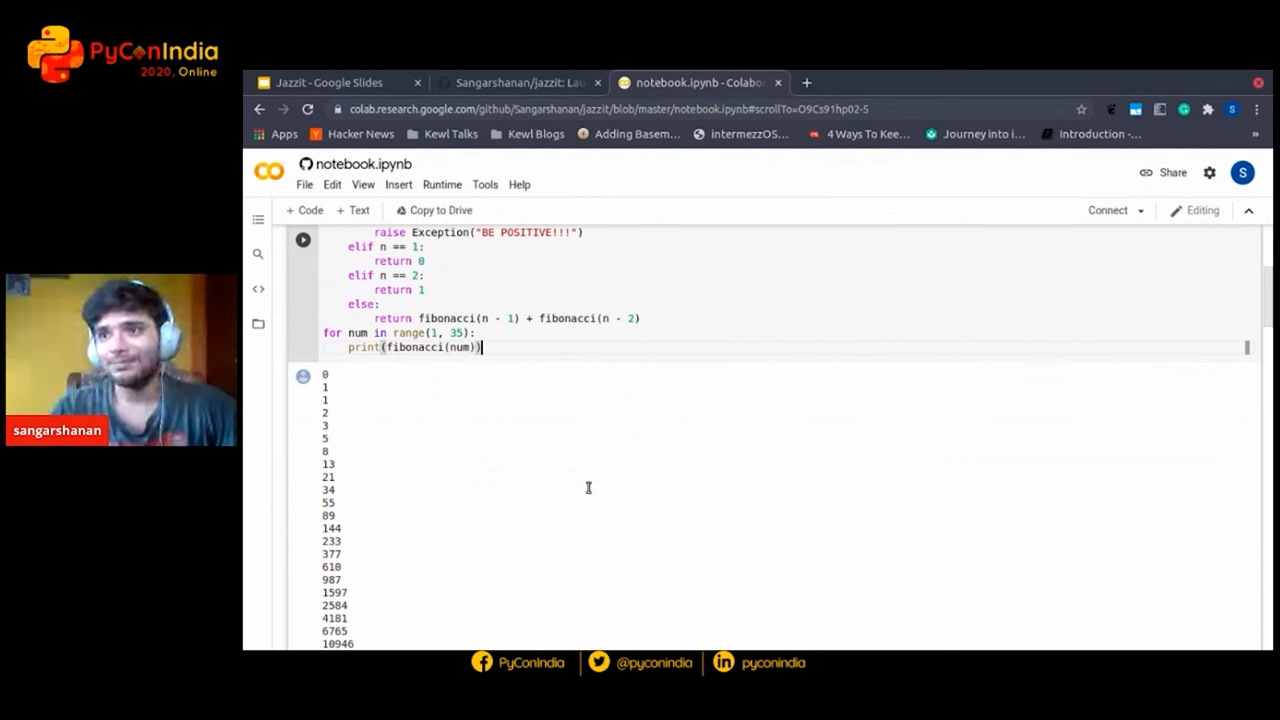 PyConIndia
2020, Online
Jazzit - Google Slides
Sangarshanan/jazzit: Lau
notebook.ipynb - Colabo
colab.research.google.com/github/Sangarshanan/jazzit/blob/master/notebook.ipynb#scrollTo=O9Cs91hp02-5
Apps
Hacker News
Kewl Talks
Kewl Blogs
Adding Basem...
intermezzOS...
4 Ways To Kee...
Journey into i...
Introduction -...
notebook.ipynb
Share
S
File Edit View Insert Runtime Tools Help
+ Code + Text Copy to Drive
Connect
Editing
raise Exception("BE POSITIVE!!!")
elif n == 1:
return 0
elif n == 2:
return 1
else:
return fibonacci(n - 1) + fibonacci(n - 2)
for num in range(1, 35):
print(fibonacci(num))
0
1
1
2
3
5
8
13
21
34
55
89
144
233
377
610
987
1597
2584
4181
6765
10946
sangarshanan
PyConIndia
@pyconindia
pyconindia